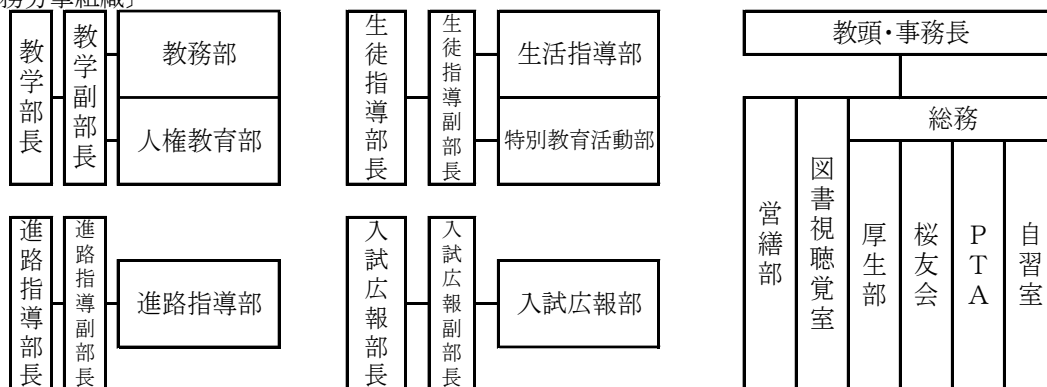 務分掌組織」
教学部長
教学副部長
教務部
人権教育部
生徒指導部長
生徒指導副部長
生活指導部
特別教育活動部
教頭・事務長
営繕部
図書視聴覚室
総務
厚生部
桜友会
PTA
自習室
進路指導部長
進路指導副部長
進路指導部
入試広報部長
入試広報副部長
入試広報部